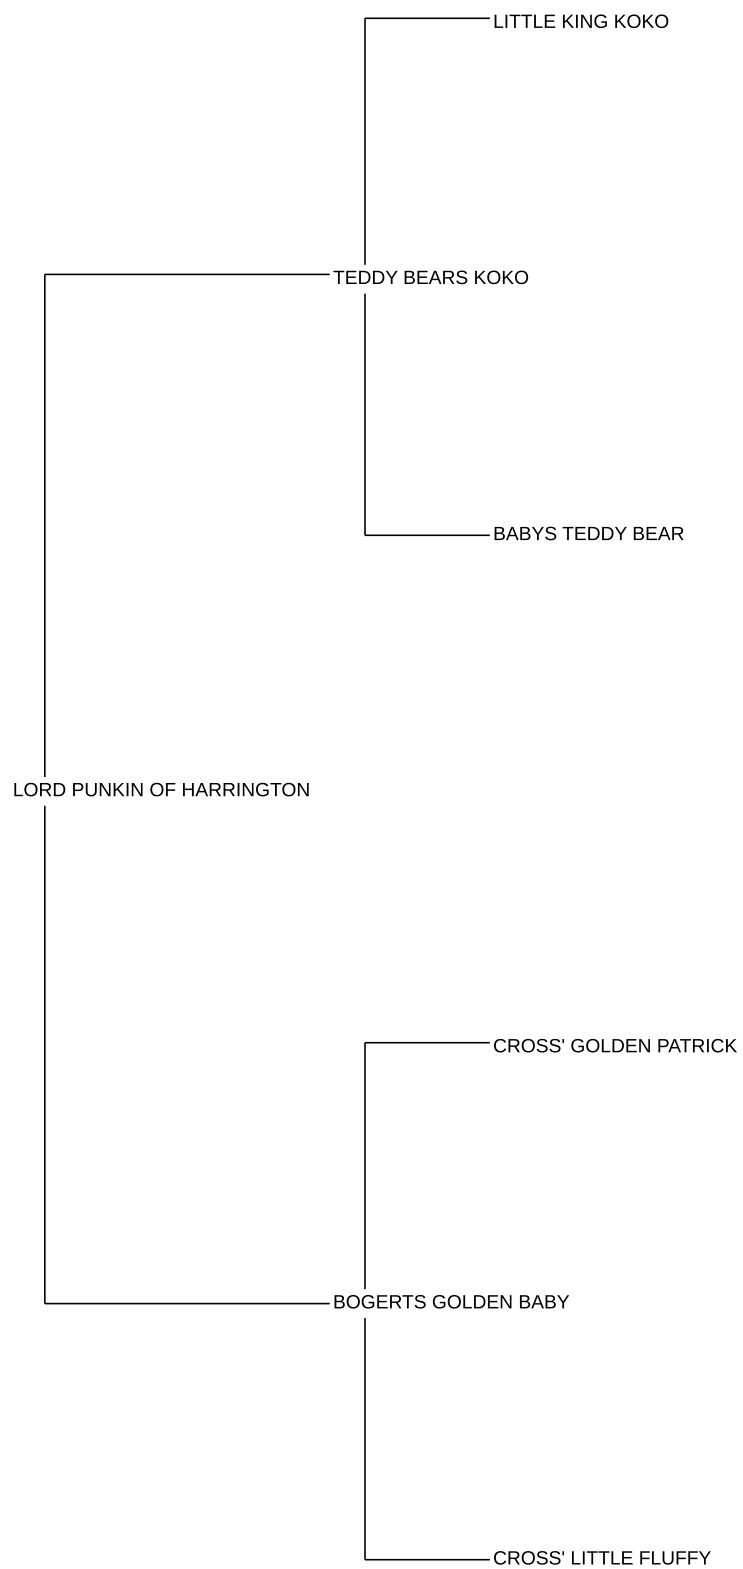 LITTLE KING KOKO
TEDDY BEARS KOKO
BABYS TEDDY BEAR
LORD PUNKIN OF HARRINGTON
CROSS' GOLDEN PATRICK
BOGERTS GOLDEN BABY
CROSS' LITTLE FLUFFY